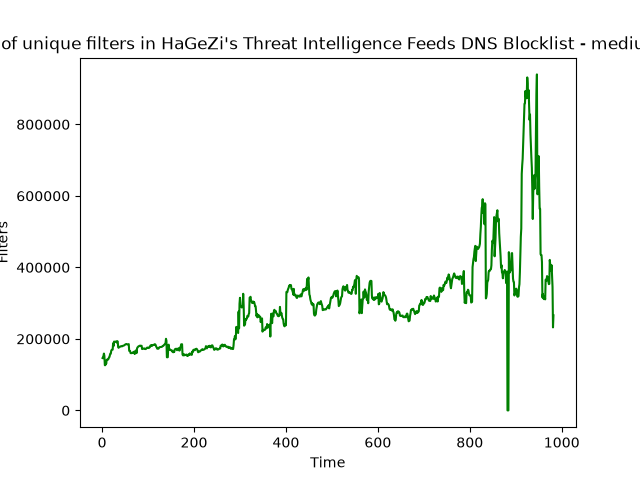 of unique filters in HaGeZi's Threat Intelligence Feeds DNS Blocklist - mediu
800000
600000
400000
200000
0
Filters
0 200 400 600 800 1000
Time